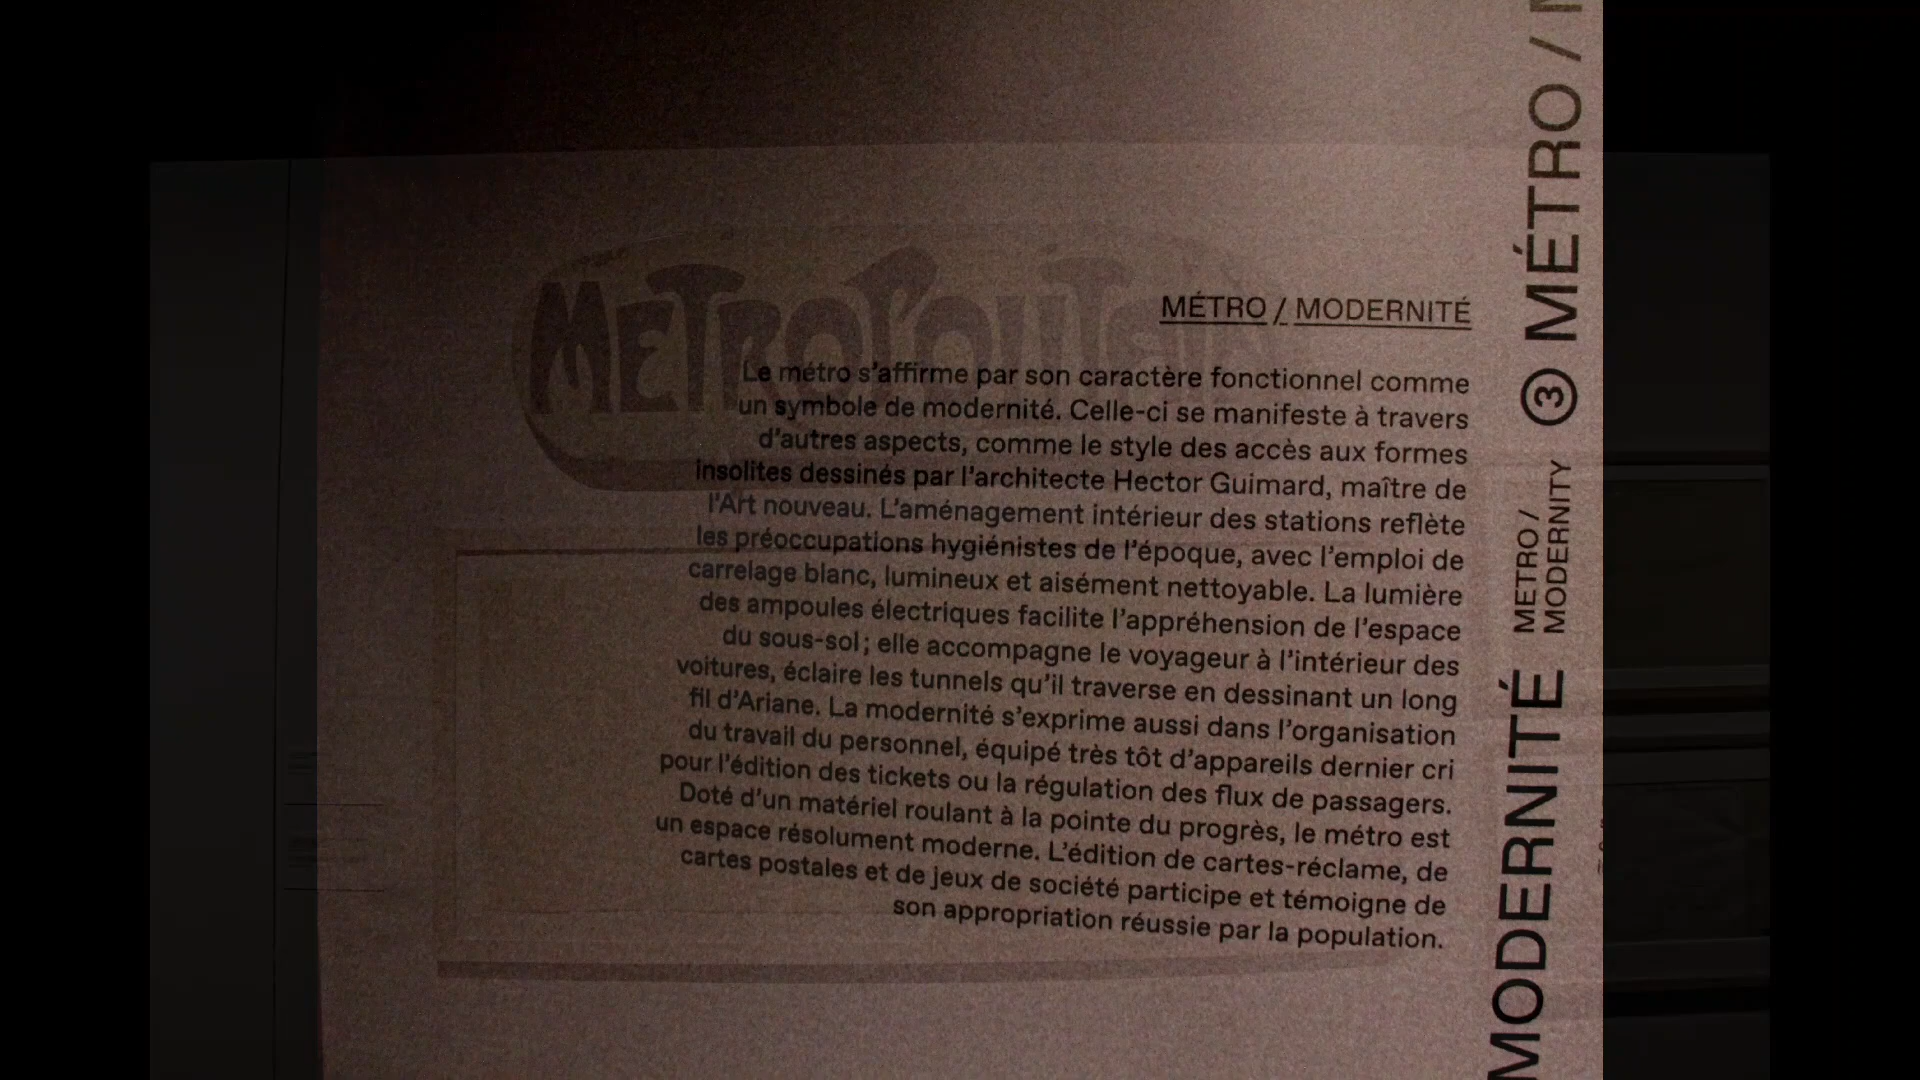 METROPOLITAIN
MÉTRO / MODERNITÉ
Le métro s’affirme par son caractère fonctionnel comme
un symbole de modernité. Celle-ci se manifeste à travers
d’autres aspects, comme le style des accès aux formes
insolites dessinés par l’architecte Hector Guimard, maître de
l’Art nouveau. L’aménagement intérieur des stations reflète
les préoccupations hygiénistes de l’époque, avec l’emploi de
carrelage blanc, lumineux et aisément nettoyable. La lumière
des ampoules électriques facilite l’appréhension de l’espace
du sous-sol ; elle accompagne le voyageur à l’intérieur des
voitures, éclaire les tunnels qu’il traverse en dessinant un long
fil d’Ariane. La modernité s’exprime aussi dans l’organisation
du travail du personnel, équipé très tôt d’appareils dernier cri
pour l’édition des tickets ou la régulation des flux de passagers.
Doté d’un matériel roulant à la pointe du progrès, le métro est
un espace résolument moderne. L’édition de cartes-réclame, de
cartes postales et de jeux de société participe et témoigne de
son appropriation réussie par la population.
MODERNITÉ
METRO /
MODERNITY
3
MÉTRO /